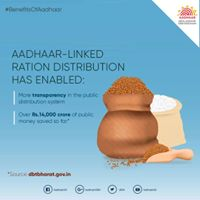 #BenefitsOfAadhaar
AADHAAR
AADHAAR-LINKED
RATION DISTRIBUTION
HAS ENABLED:
More transparency in the public
distribution system
Over Rs.14,000 crore of public
money saved so far*
*Source: dbtbharat.gov.in